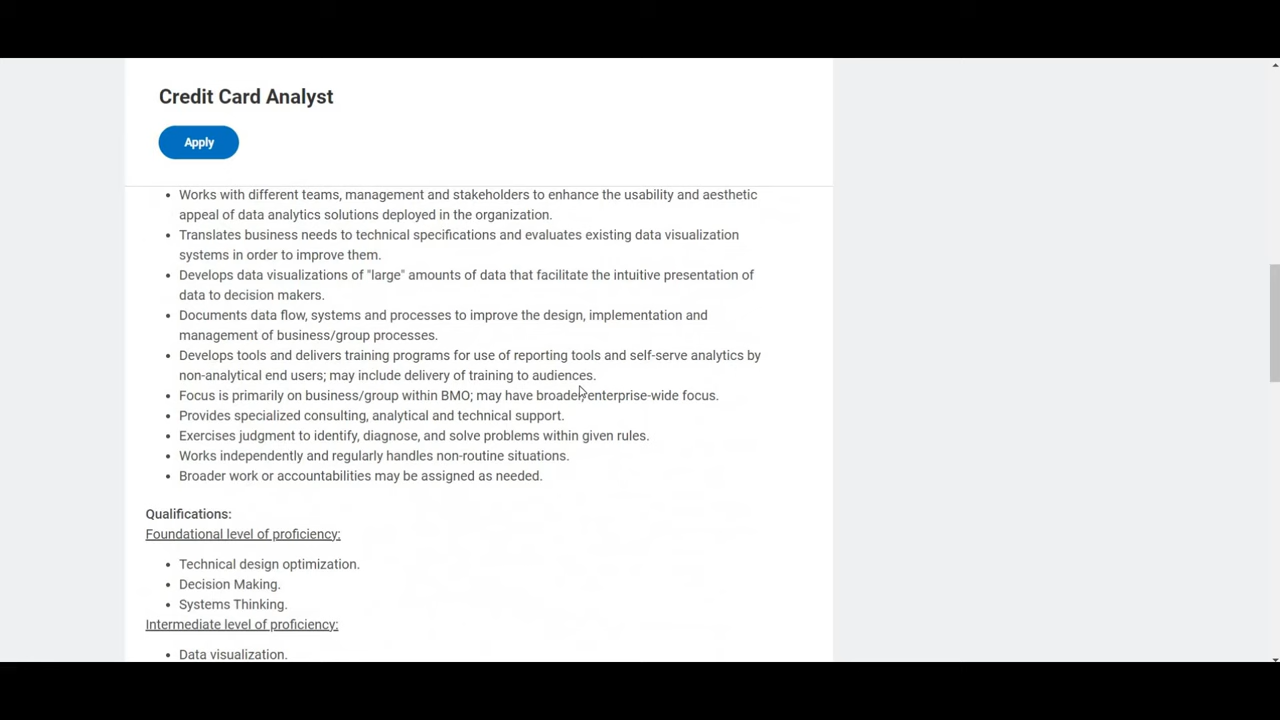 Credit Card Analyst
Apply
• Works with different teams, management and stakeholders to enhance the usability and aesthetic
appeal of data analytics solutions deployed in the organization.
• Translates business needs to technical specifications and evaluates existing data visualization
systems in order to improve them.
• Develops data visualizations of "large" amounts of data that facilitate the intuitive presentation of
data to decision makers.
• Documents data flow, systems and processes to improve the design, implementation and
management of business/group processes.
• Develops tools and delivers training programs for use of reporting tools and self-serve analytics by
non-analytical end users; may include delivery of training to audiences.
• Focus is primarily on business/group within BMO; may have broader, enterprise-wide focus.
• Provides specialized consulting, analytical and technical support.
• Exercises judgment to identify, diagnose, and solve problems within given rules.
• Works independently and regularly handles non-routine situations.
• Broader work or accountabilities may be assigned as needed.
Qualifications:
Foundational level of proficiency:
• Technical design optimization.
• Decision Making.
• Systems Thinking.
Intermediate level of proficiency:
• Data visualization.